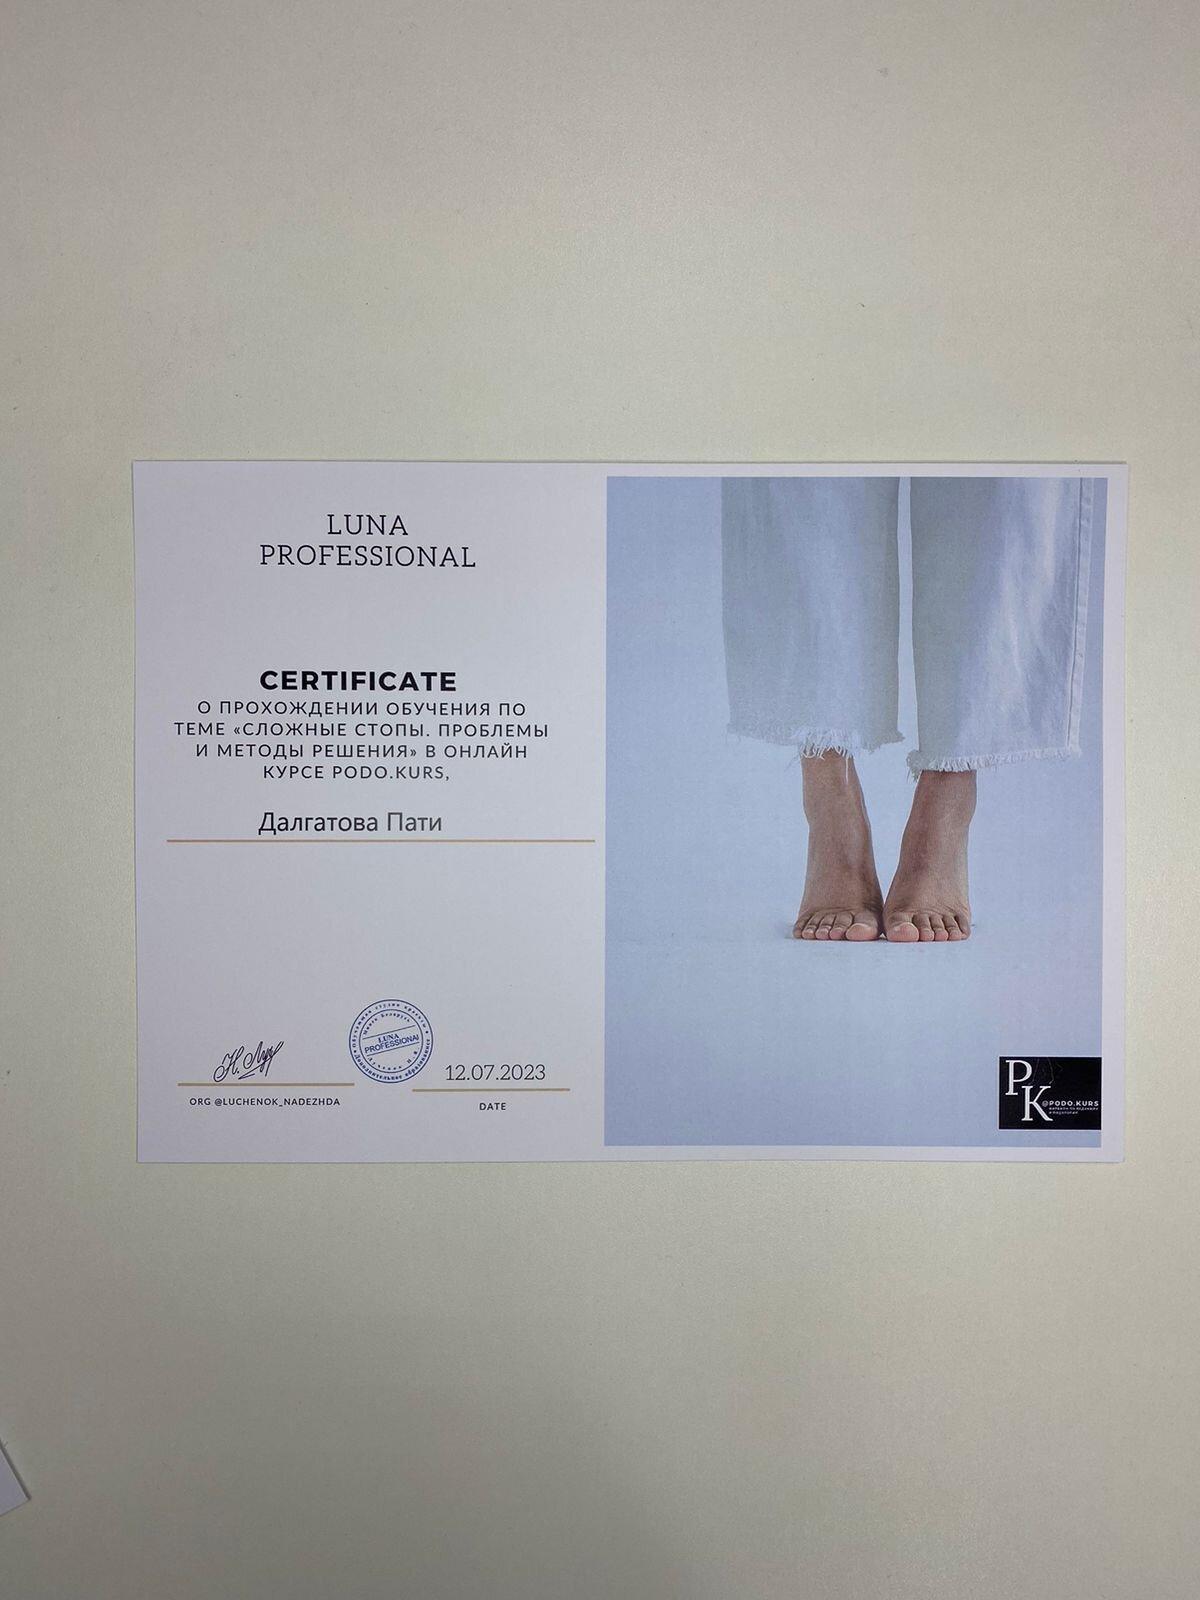 LUNA
PROFESSIONAL
CERTIFICATE
О ПРОХОЖДЕНИИ ОБУЧЕНИЯ ПО
ТЕМЕ «СЛОЖНЫЕ СТОПЫ. ПРОБЛЕМЫ
И МЕТОДЫ РЕШЕНИЯ» В ОНЛАЙН
КУРСЕ PODO.KURS,
Далгатова Пати
LUNA
PROFESSIONAL
12.07.2023
ORG @LUCHENOK_NADEZHDA
DATE
PK
@PODO.KURS